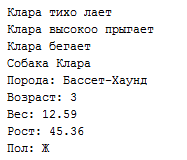 Клара тихо лает
Клара высокоо прыгает
Клара бегает
Собака Клара
Порода: Бассет-Хаунд
Возраст: 3
Вес: 12.59
Рост: 45.36
Пол: Ж